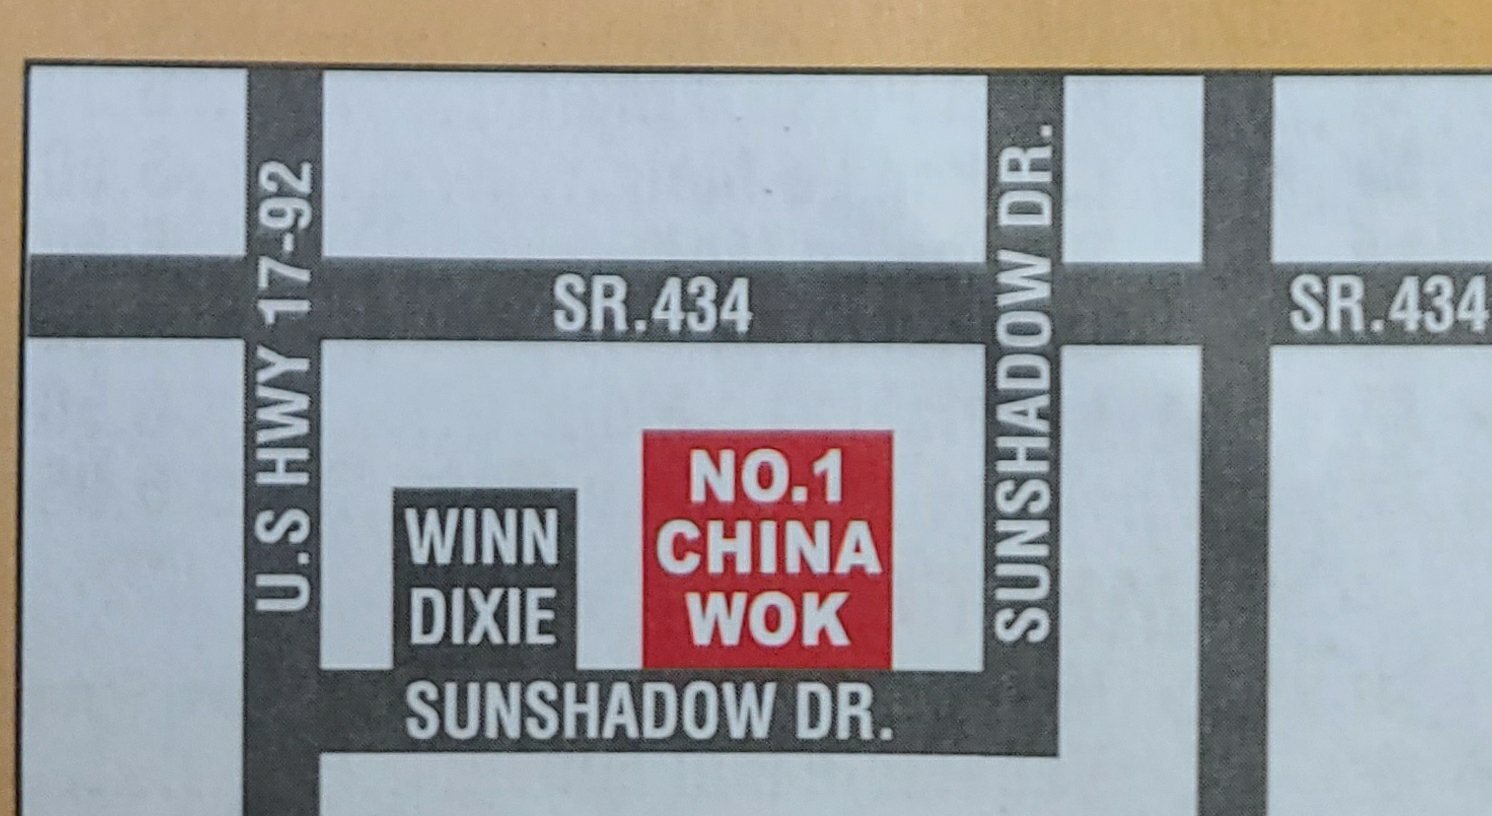 U.S HWY 17-92
SR.434
SUNSHADOW DR.
SR.434
WINN
DIXIE
NO.1
CHINA
WOK
SUNSHADOW DR.